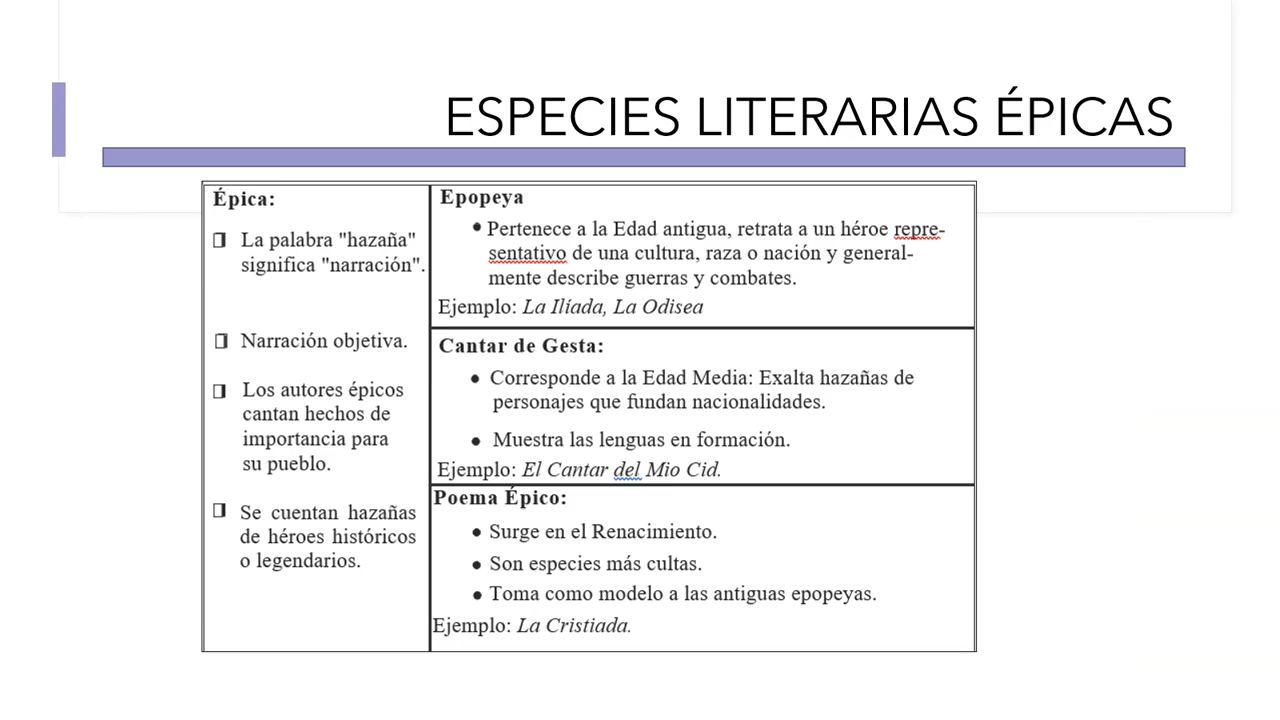 ESPECIES LITERARIAS ÉPICAS
Épica:
La palabra "hazaña"
significa "narración".
Narración objetiva.
Los autores épicos
cantan hechos de
importancia para
su pueblo.
Se cuentan hazañas
de héroes históricos
o legendarios.
Epopeya
• Pertenece a la Edad antigua, retrata a un héroe repre-
sentativo de una cultura, raza o nación y general-
mente describe guerras y combates.
Ejemplo: La Ilíada, La Odisea
Cantar de Gesta:
• Corresponde a la Edad Media: Exalta hazañas de
personajes que fundan nacionalidades.
• Muestra las lenguas en formación.
Ejemplo: El Cantar del Mio Cid.
Poema Épico:
• Surge en el Renacimiento.
• Son especies más cultas.
• Toma como modelo a las antiguas epopeyas.
Ejemplo: La Cristiada.